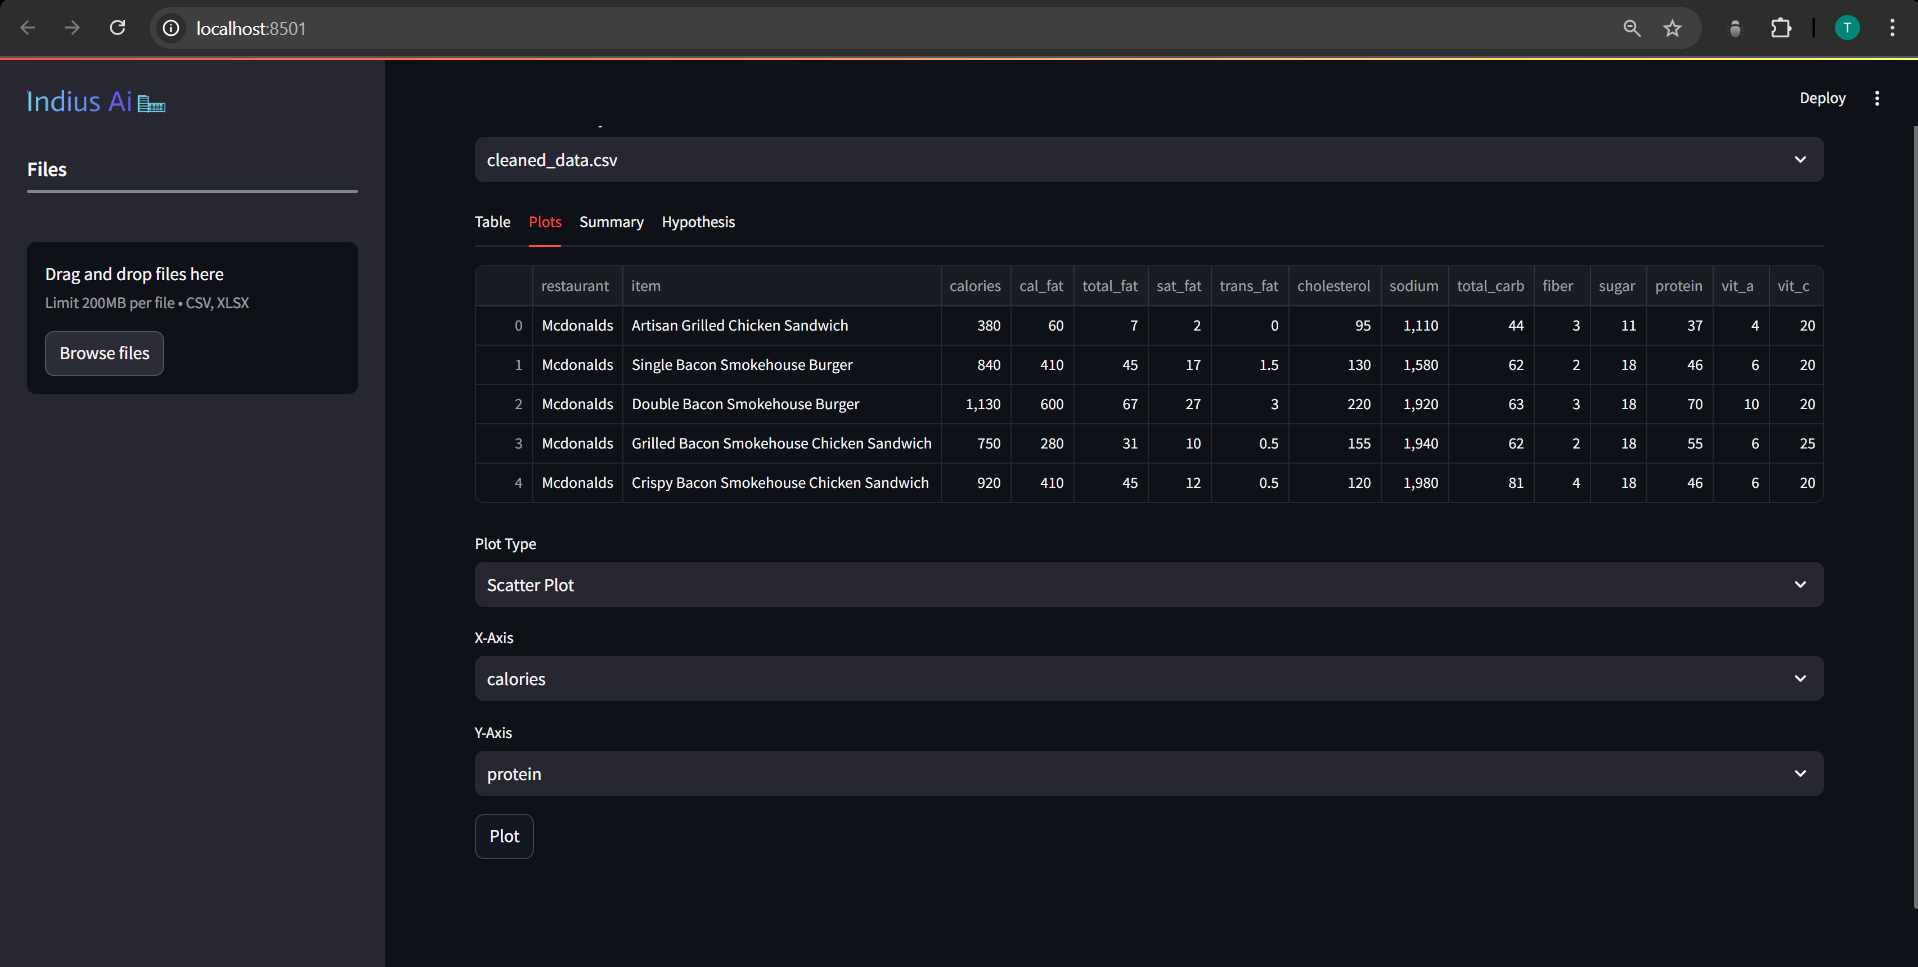 localhost:8501
T
Indius Ai
Deploy
Files
cleaned_data.csv
Table Plots Summary Hypothesis
Drag and drop files here
Limit 200MB per file • CSV, XLSX
Browse files
restaurant item calories cal_fat total_fat sat_fat trans_fat cholesterol sodium total_carb fiber sugar protein vit_a vit_c
0 Mcdonalds Artisan Grilled Chicken Sandwich 380 60 7 2 0 95 1,110 44 3 11 37 4 20
1 Mcdonalds Single Bacon Smokehouse Burger 840 410 45 17 1.5 130 1,580 62 2 18 46 6 20
2 Mcdonalds Double Bacon Smokehouse Burger 1,130 600 67 27 3 220 1,920 63 3 18 70 10 20
3 Mcdonalds Grilled Bacon Smokehouse Chicken Sandwich 750 280 31 10 0.5 155 1,940 62 2 18 55 6 25
4 Mcdonalds Crispy Bacon Smokehouse Chicken Sandwich 920 410 45 12 0.5 120 1,980 81 4 18 46 6 20
Plot Type
Scatter Plot
X-Axis
calories
Y-Axis
protein
Plot